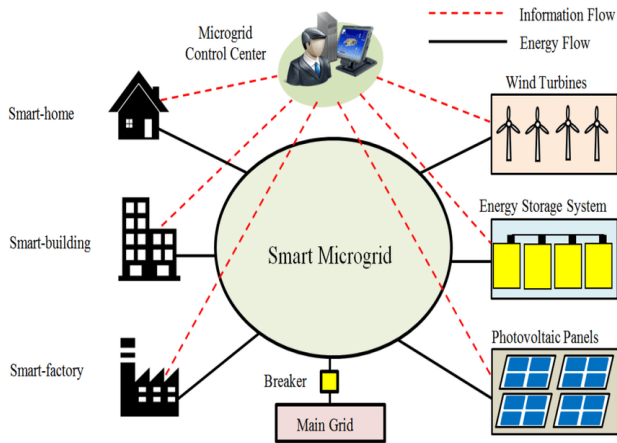 Microgrid
Control Center
Information Flow
Energy Flow
Smart-home
Wind Turbines
Smart-building
Energy Storage System
Smart Microgrid
Smart-factory
Photovoltaic Panels
Breaker
Main Grid